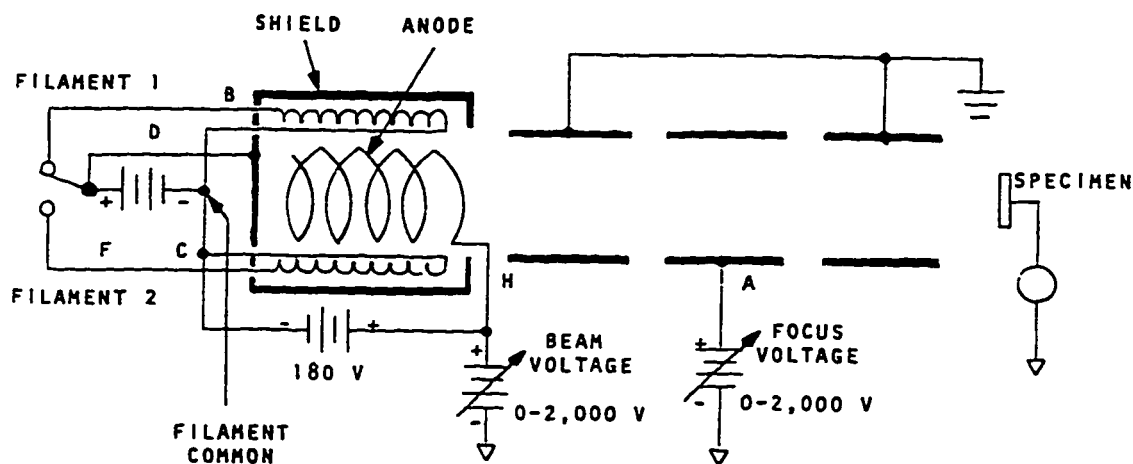 SHIELD
ANODE
FILAMENT 1
B
D
+ -
F
C
FILAMENT 2
- +
180 V
FILAMENT
COMMON
H
+
BEAM
VOLTAGE
0-2,000 V
-
A
+
FOCUS
VOLTAGE
0-2,000 V
-
SPECIMEN